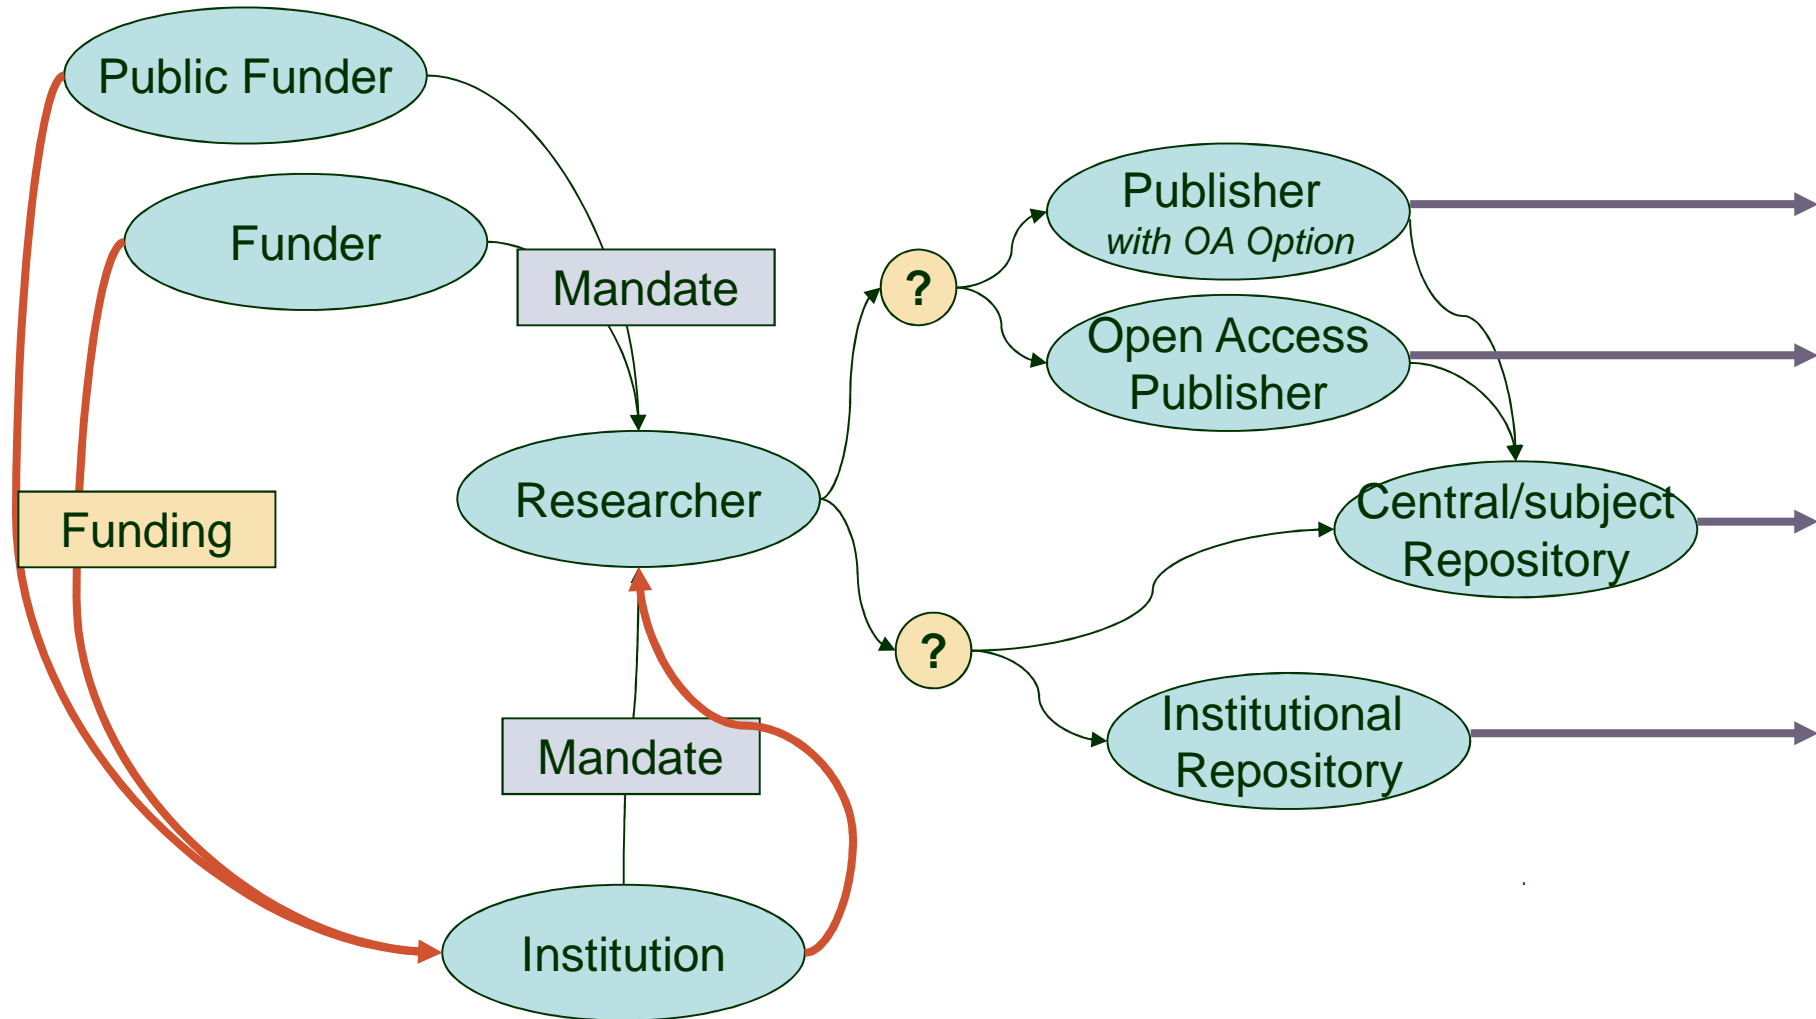 Public Funder
Funder
Mandate
Publisher
with OA Option
?
Open Access
Publisher
Researcher
Funding
Central/subject
Repository
?
Institutional
Repository
Mandate
Institution